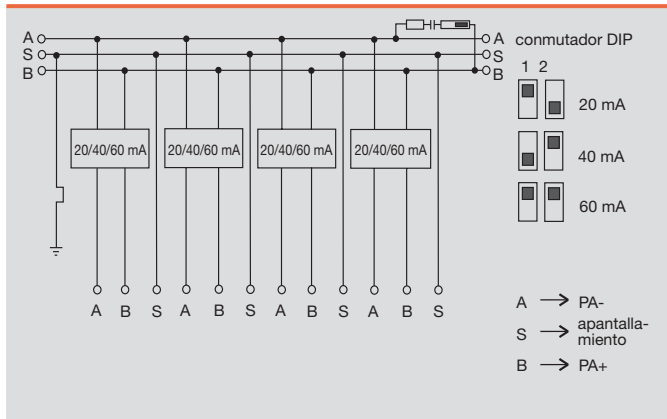 A A conmutador DIP
S S
B B
1 2
20 mA
20/40/60 mA 20/40/60 mA 20/40/60 mA 20/40/60 mA
40 mA
60 mA
A B S A B S A B S A B S
A → PA-
S → apantalla-
miento
B → PA+